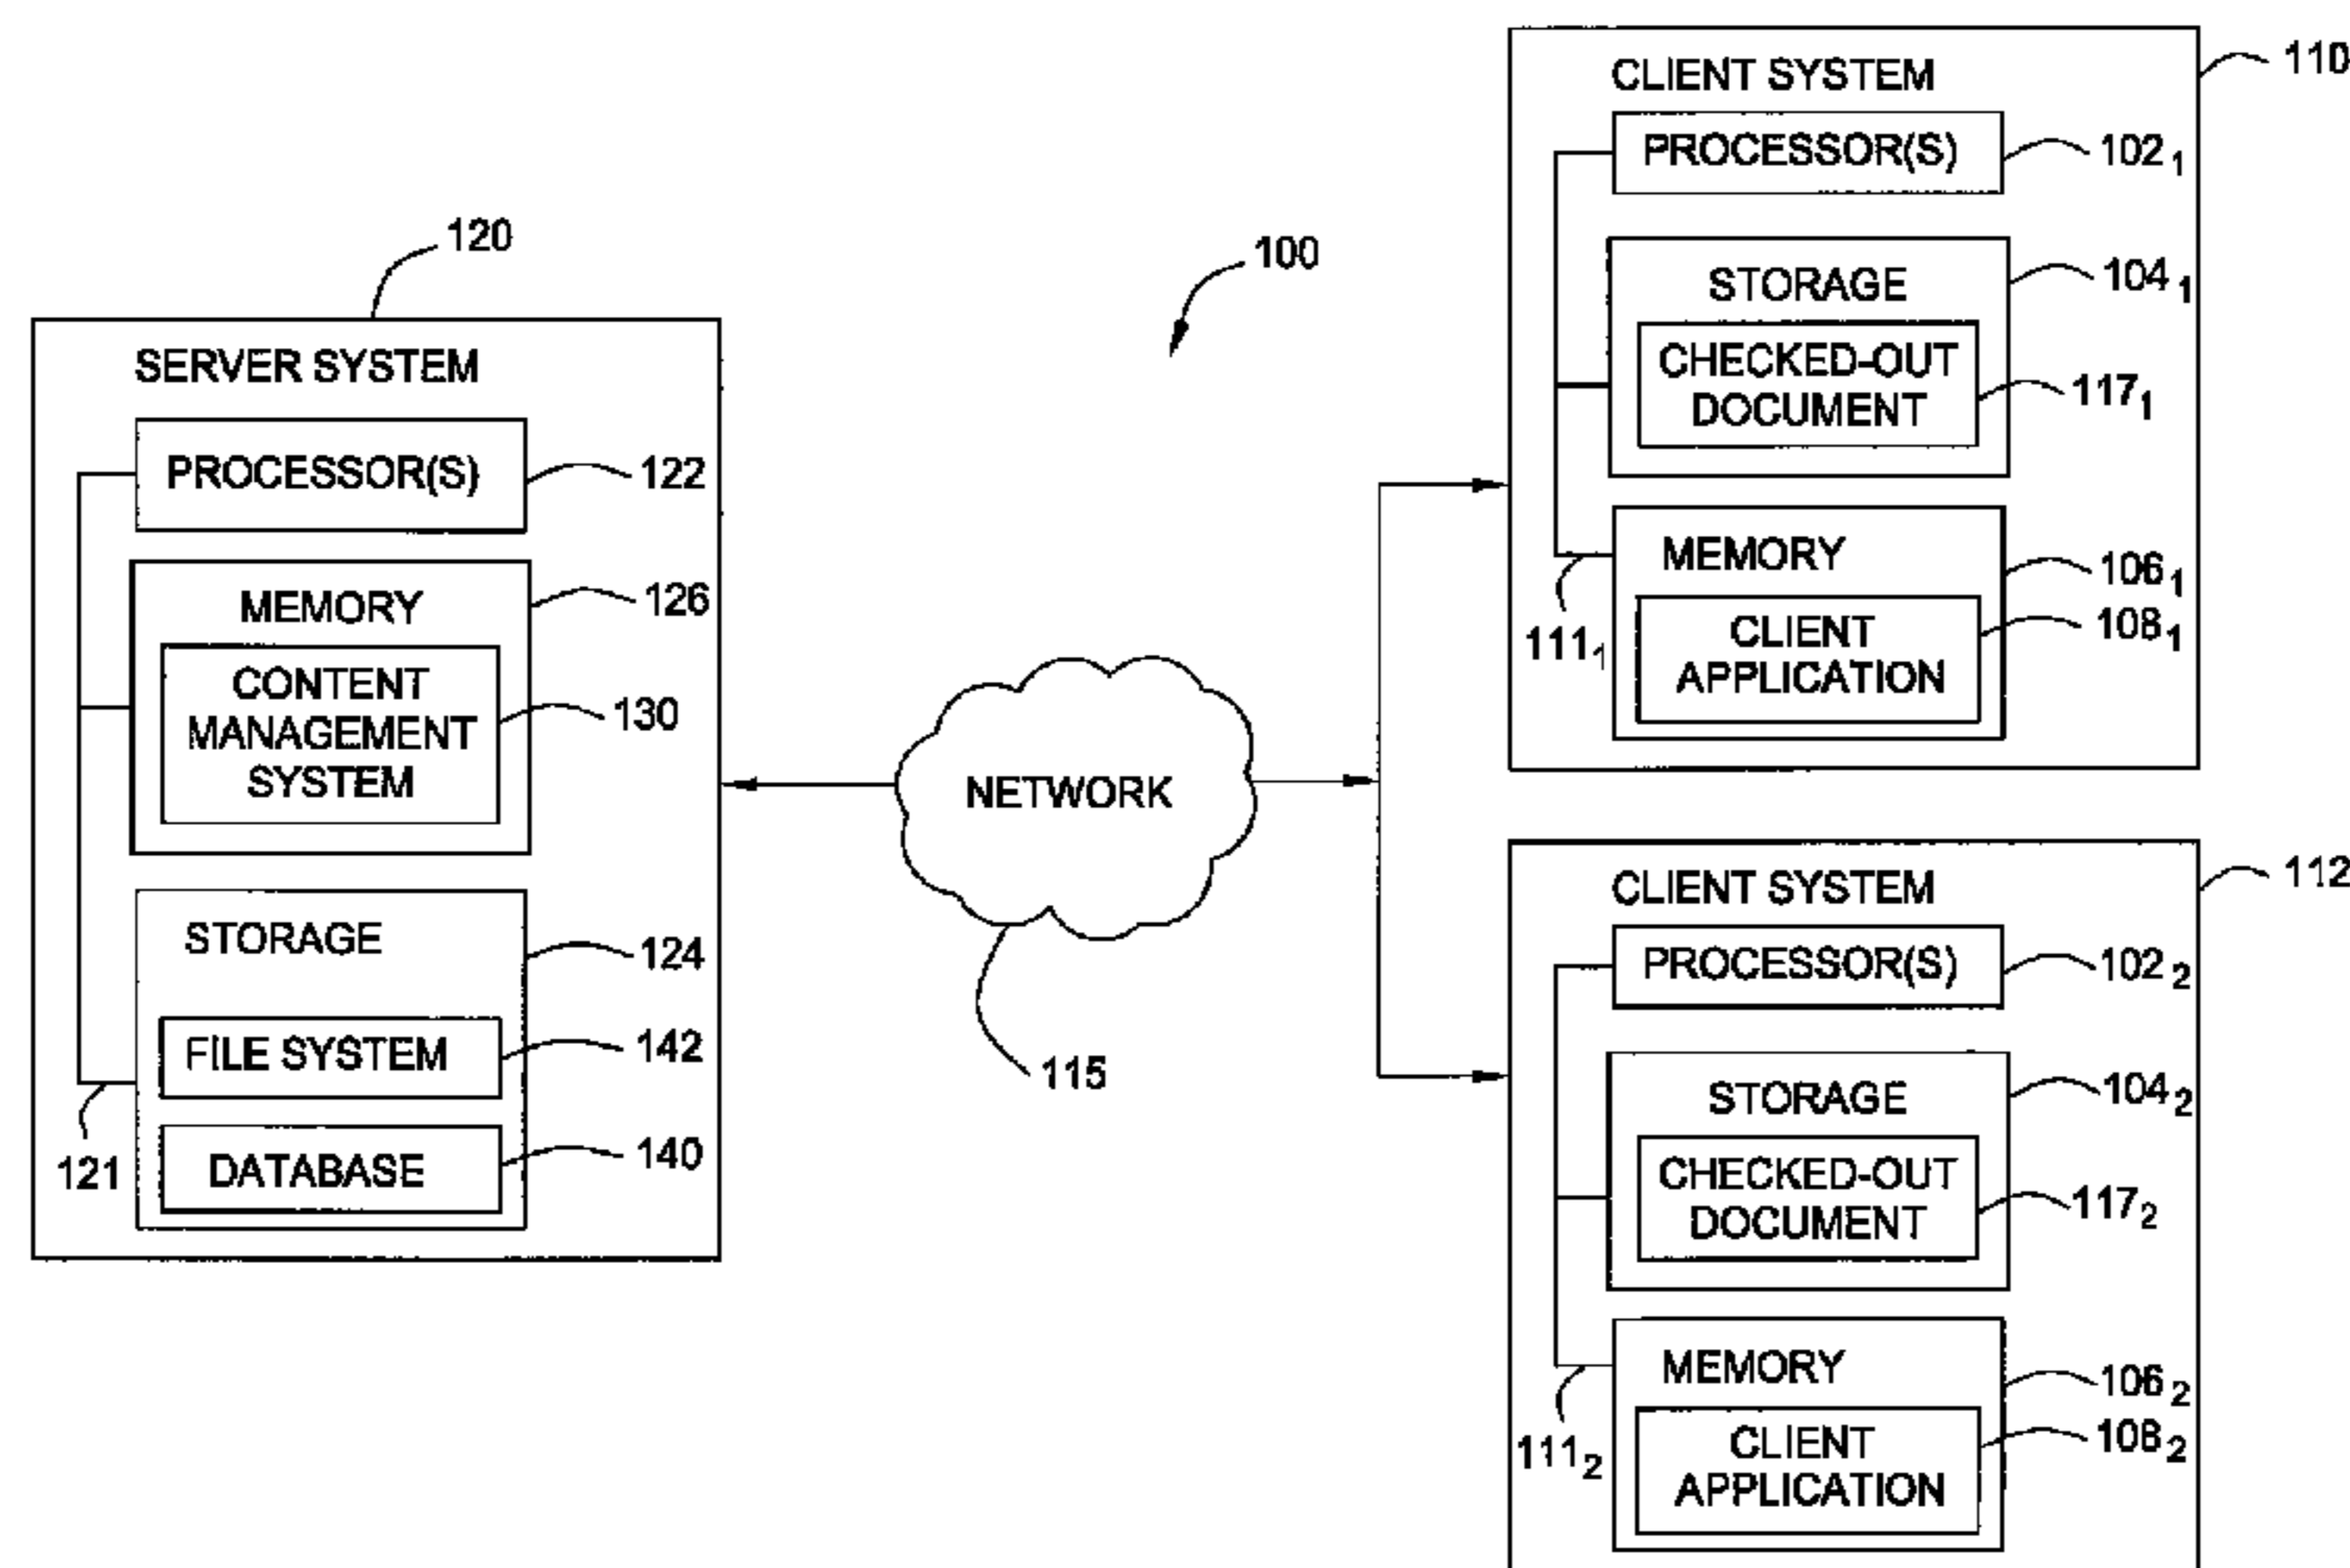 120
SERVER SYSTEM
PROCESSOR(S)
122
MEMORY
126
CONTENT
MANAGEMENT
SYSTEM
130
STORAGE
124
FILE SYSTEM
142
DATABASE
140
121
100
NETWORK
115
110
CLIENT SYSTEM
PROCESSOR(S)
102₁
STORAGE
104₁
CHECKED-OUT
DOCUMENT
117₁
MEMORY
106₁
CLIENT
APPLICATION
108₁
111₁
112
CLIENT SYSTEM
PROCESSOR(S)
102₂
STORAGE
104₂
CHECKED-OUT
DOCUMENT
117₂
MEMORY
106₂
CLIENT
APPLICATION
108₂
111₂